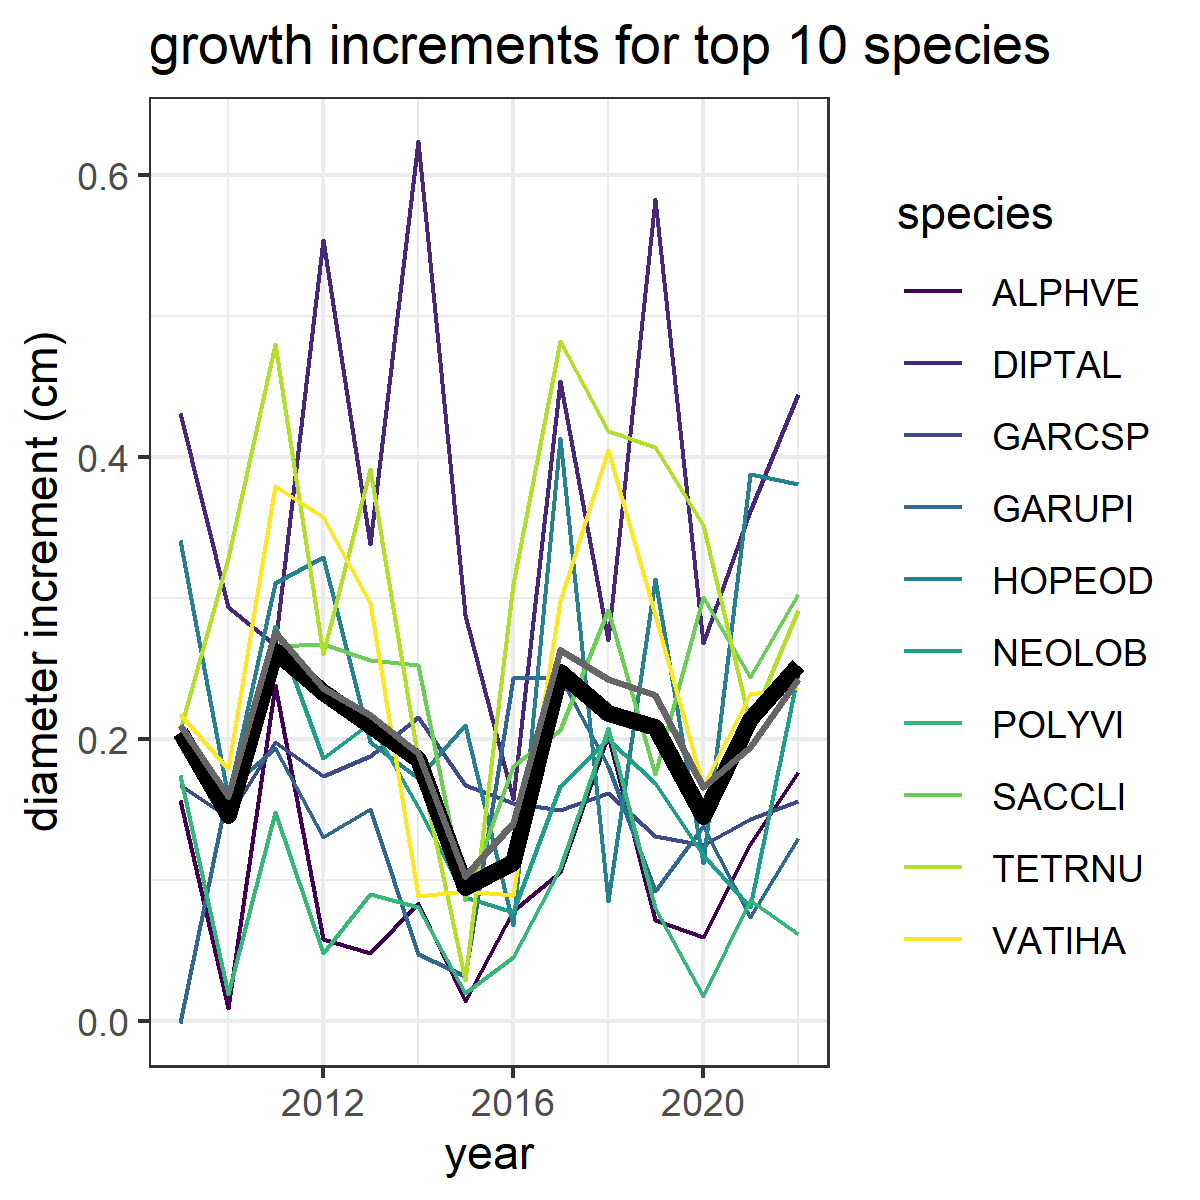 growth increments for top 10 species
diameter increment (cm)
0.6
0.4
0.2
0.0
2012
2016
2020
year
species
ALPHVE
DIPTAL
GARCSP
GARUPI
HOPEOD
NEOLOB
POLYVI
SACCLI
TETRNU
VATIHA